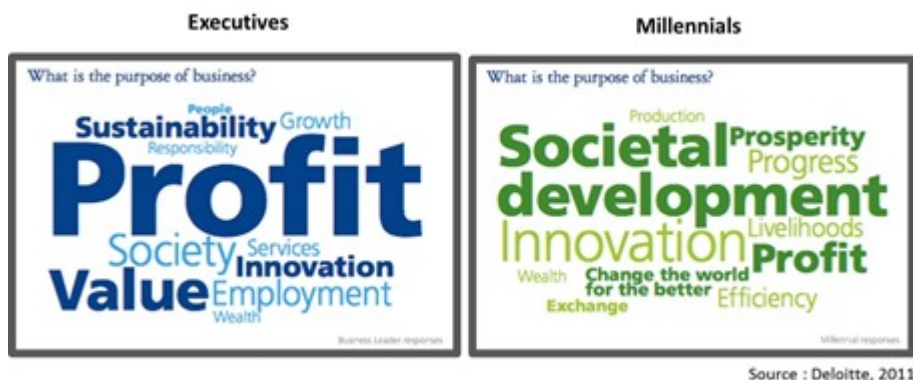 Executives
What is the purpose of business?
People
Sustainability Growth
Responsibility
Profit
Society Services
Innovation
Value Employment
Wealth
Business Leader responses
Millennials
What is the purpose of business?
Production
Societal Prosperity
Progress
development
Innovation Livelihoods
Profit
Wealth Change the world
for the better
Exchange Efficiency
Millennial responses
Source : Deloitte, 2011